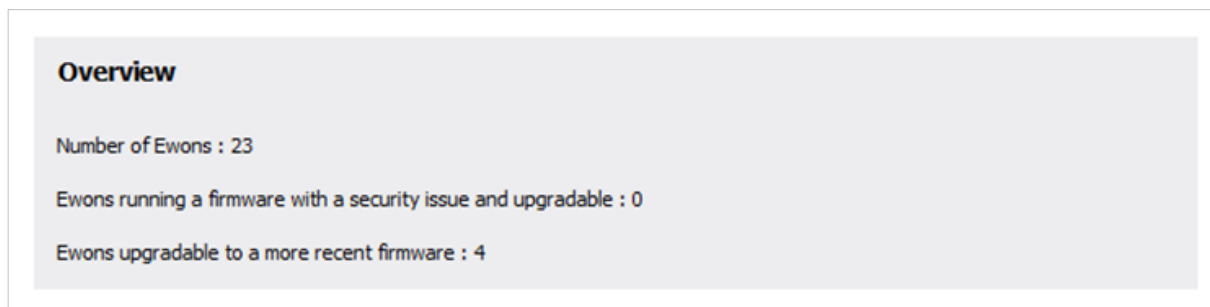 Overview
Number of Ewons : 23
Ewons running a firmware with a security issue and upgradable : 0
Ewons upgradable to a more recent firmware : 4